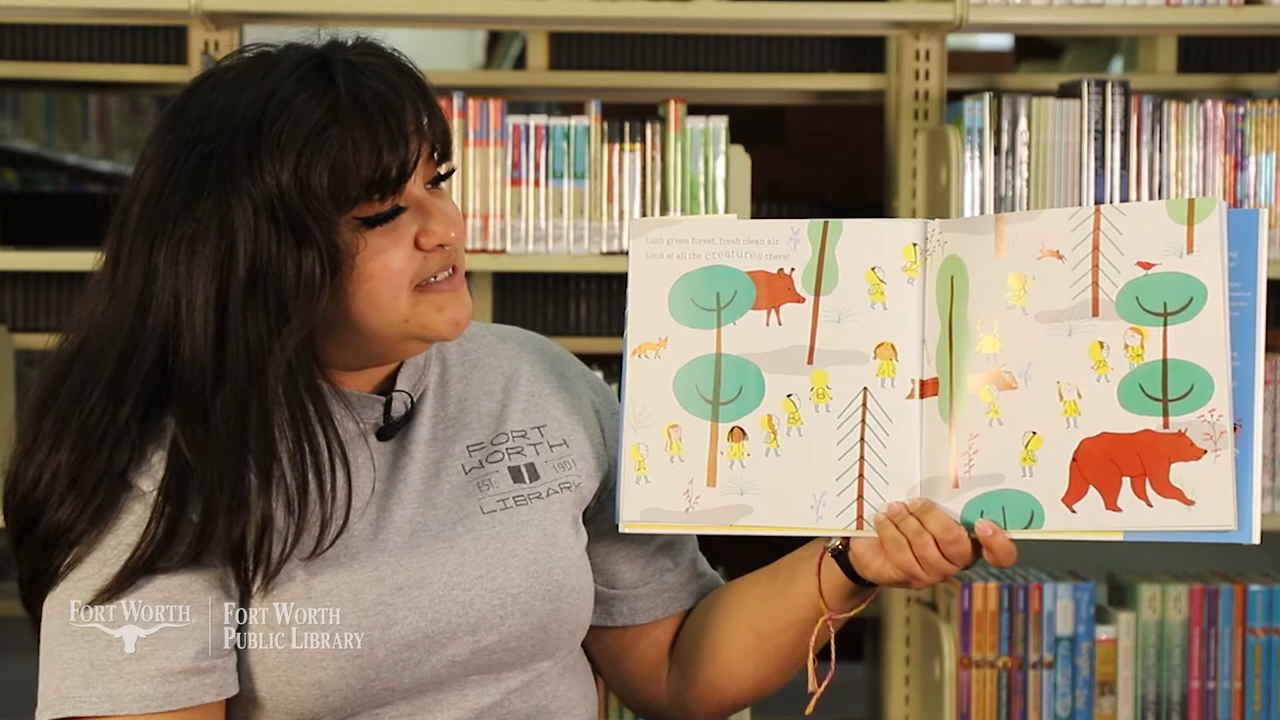 Lush green forest, fresh clean air.
Look at all the creatures there!
FORT
WORTH
EST. 1901
LIBRARY
FORT WORTH
FORT WORTH
PUBLIC LIBRARY